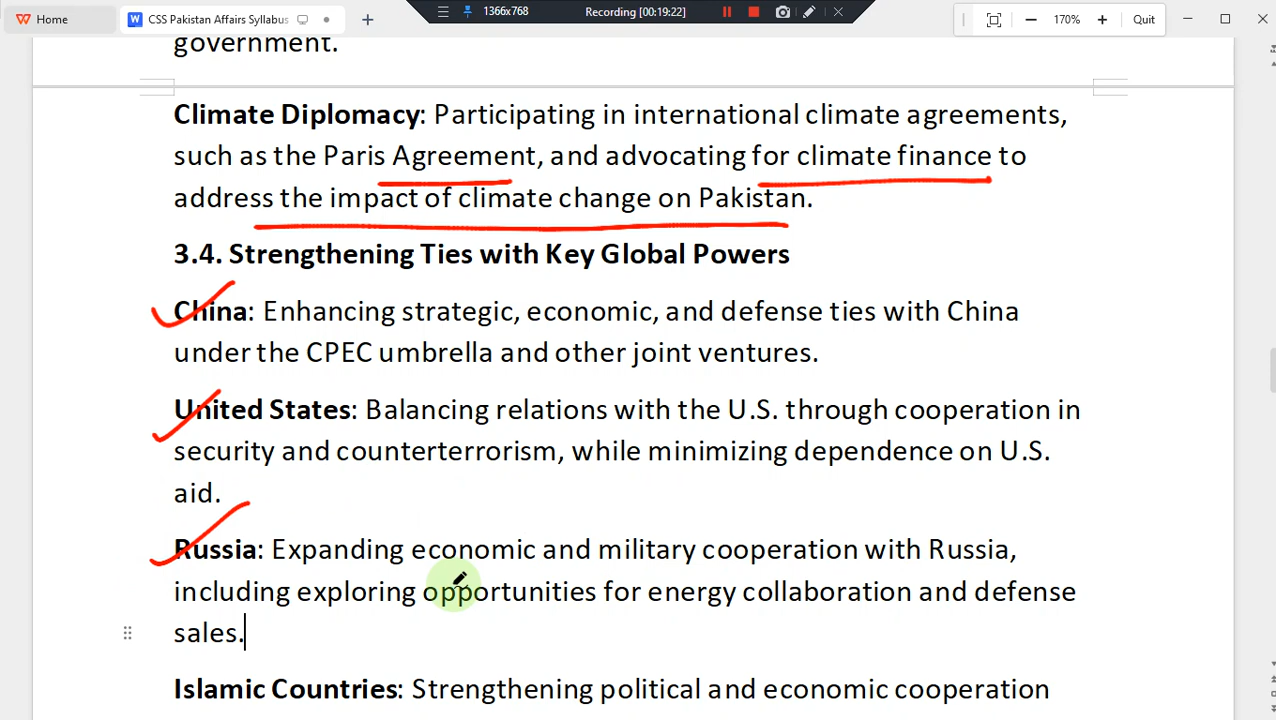 Home
CSS Pakistan Affairs Syllabus
1366x768
Recording [00:19:22]
170%
Quit
government.
Climate Diplomacy: Participating in international climate agreements,
such as the Paris Agreement, and advocating for climate finance to
address the impact of climate change on Pakistan.
3.4. Strengthening Ties with Key Global Powers
China: Enhancing strategic, economic, and defense ties with China
under the CPEC umbrella and other joint ventures.
United States: Balancing relations with the U.S. through cooperation in
security and counterterrorism, while minimizing dependence on U.S.
aid.
Russia: Expanding economic and military cooperation with Russia,
including exploring opportunities for energy collaboration and defense
sales.
Islamic Countries: Strengthening political and economic cooperation